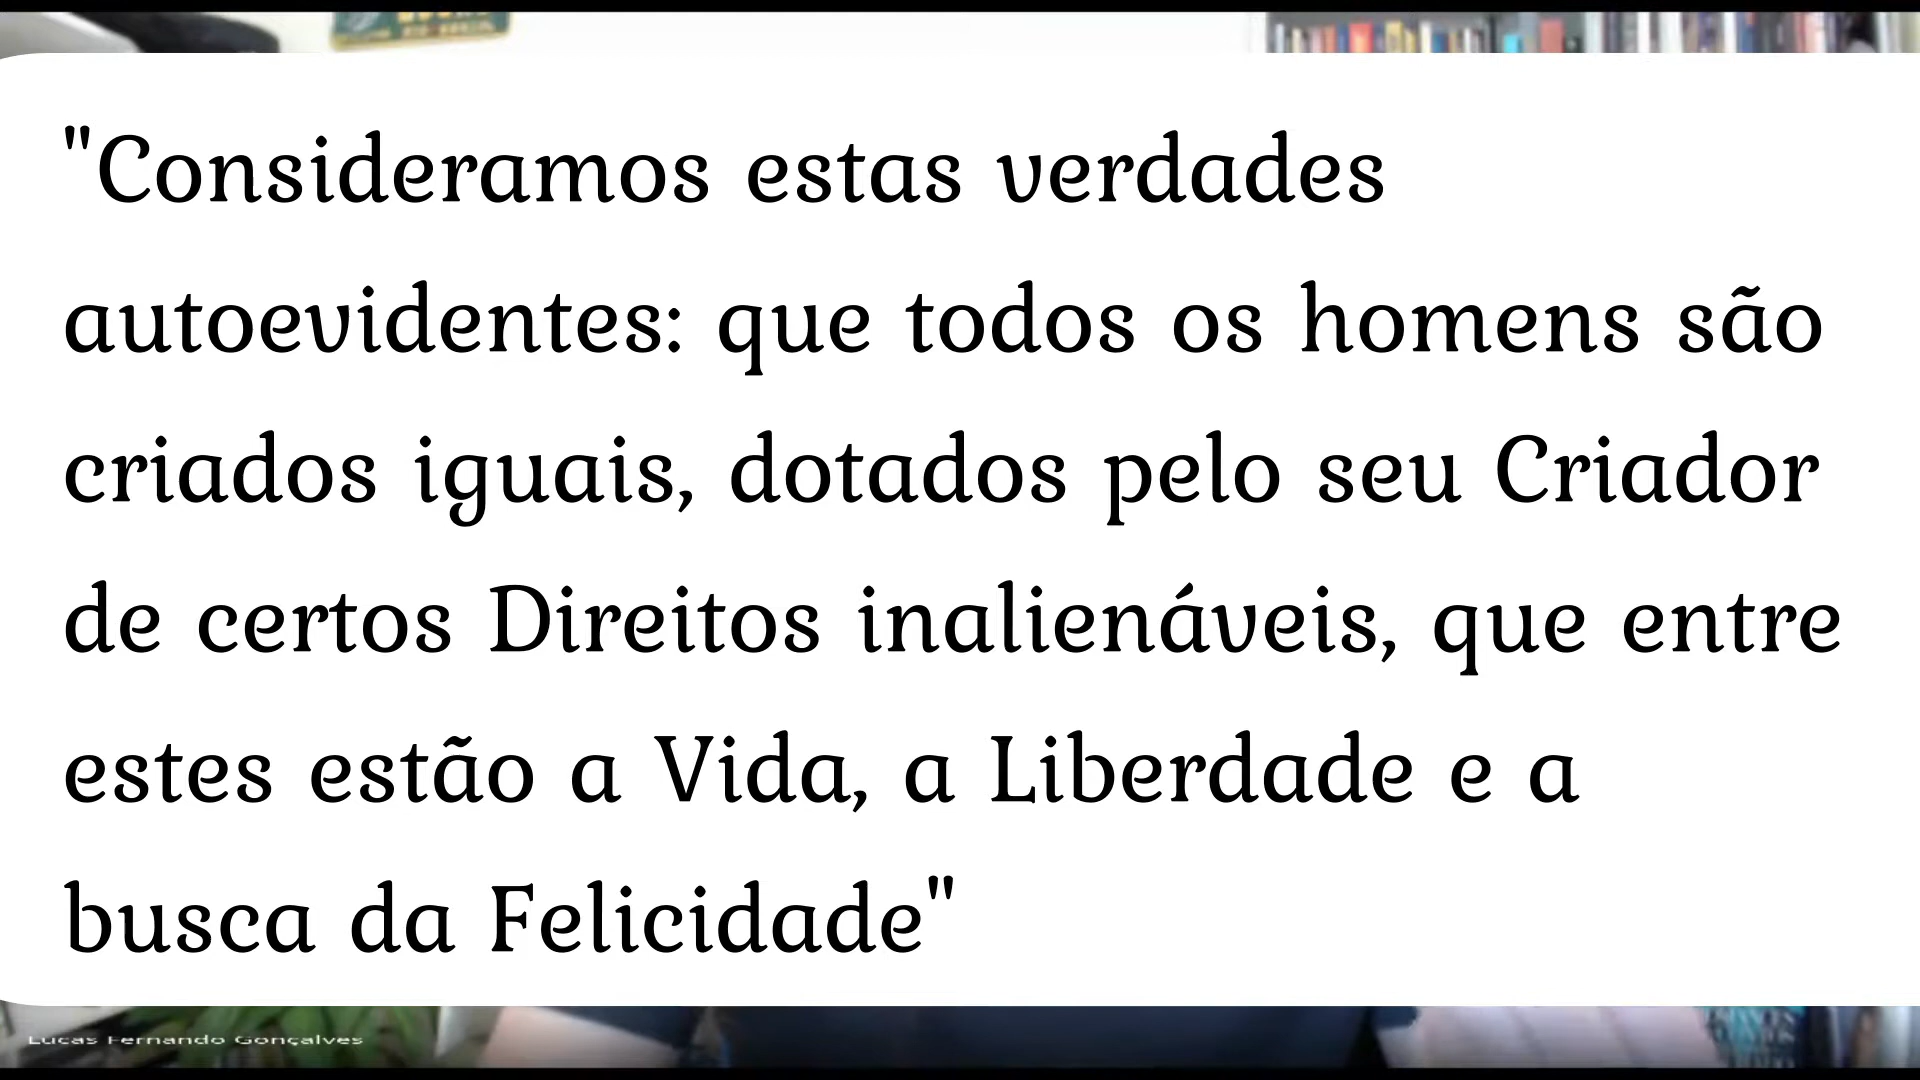 "Consideramos estas verdades
autoevidentes: que todos os homens são
criados iguais, dotados pelo seu Criador
de certos Direitos inalienáveis, que entre
estes estão a Vida, a Liberdade e a
busca da Felicidade"
Lucas Fernando Gonçalves